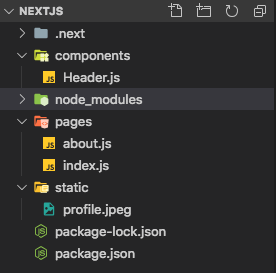 NEXTJS
.next
components
JS Header.js
node_modules
pages
JS about.js
JS index.js
static
profile.jpeg
package-lock.json
package.json